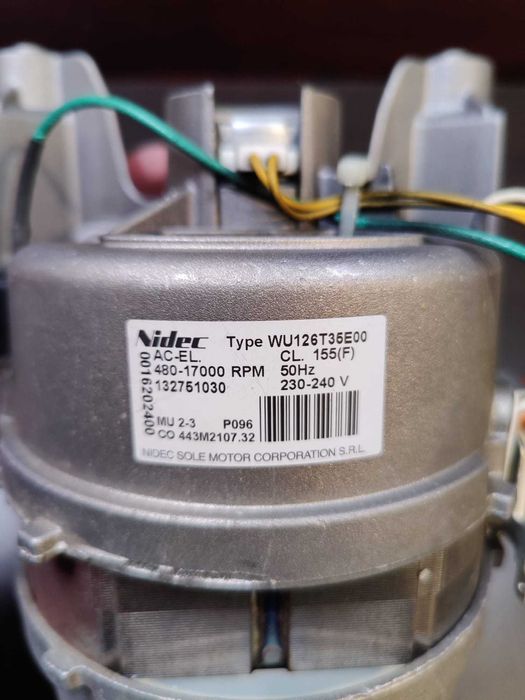 Nidec Type WU126T35E00
AC-EL. CL. 155(F)
480-17000 RPM 50Hz
132751030 230-240 V
0016202400
MU 2-3 P096
CO 443M2107.32
NIDEC SOLE MOTOR CORPORATION S.R.L.